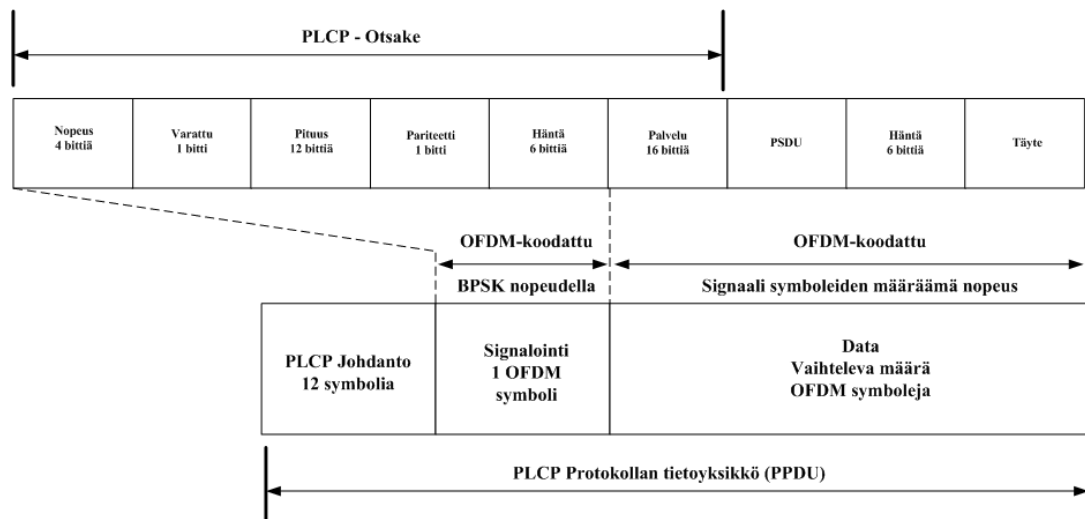 PLCP - Otsake
Nopeus
4 bittiä
Varattu
1 bitti
Pituus
12 bittiä
Pariteetti
1 bitti
Häntä
6 bittiä
Palvelu
16 bittiä
PSDU
Häntä
6 bittiä
Täyte
OFDM-koodattu
BPSK nopeudella
OFDM-koodattu
Signaali symboleiden määräämä nopeus
PLCP Johdanto
12 symbolia
Signalointi
1 OFDM
symboli
Data
Vaihteleva määrä
OFDM symboleja
PLCP Protokollan tietoyksikkö (PPDU)